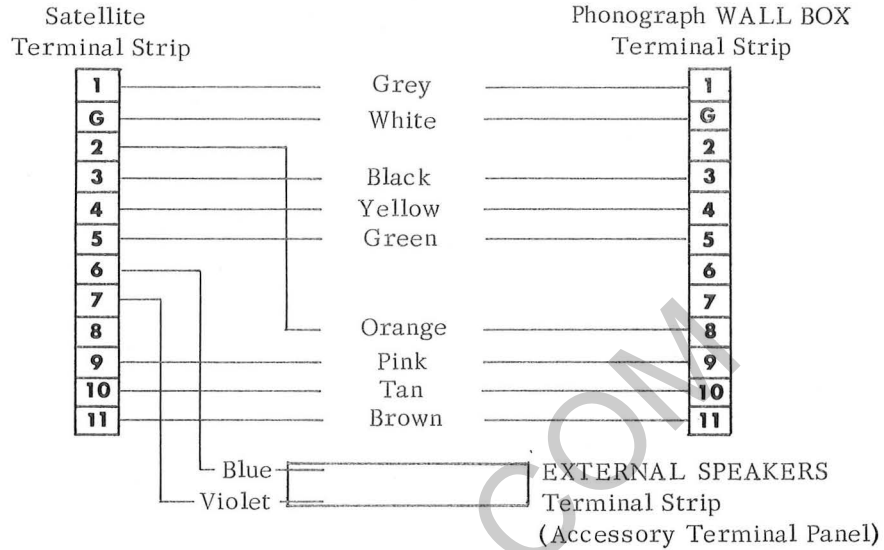 Satellite
Terminal Strip
Phonograph WALL BOX
Terminal Strip
1 Grey 1
G White G
2 2
3 Black 3
4 Yellow 4
5 Green 5
6 6
7 7
8 Orange 8
9 Pink 9
10 Tan 10
11 Brown 11
Blue EXTERNAL SPEAKERS
Violet Terminal Strip
(Accessory Terminal Panel)
COM